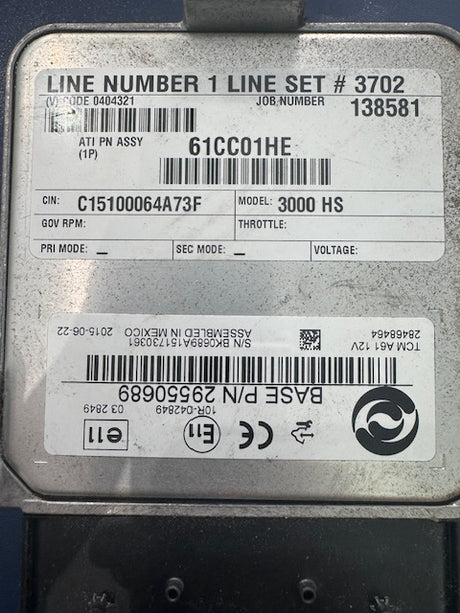 LINE NUMBER 1 LINE SET # 3702
(V) CODE 0404321
JOB NUMBER 138581
ATI PN ASSY 61CC01HE
(1P)
CIN: C15100064A73F MODEL: 3000 HS
GOV RPM: THROTTLE:
PRI MODE: _ SEC MODE: _ VOLTAGE:
TCM A61 12V
28468464
S/N BK0689A151730361
ASSEMBLED IN MEXICO
2015-06-22
BASE P/N 29550689
CE E11 e11
10R-042849 03 2849